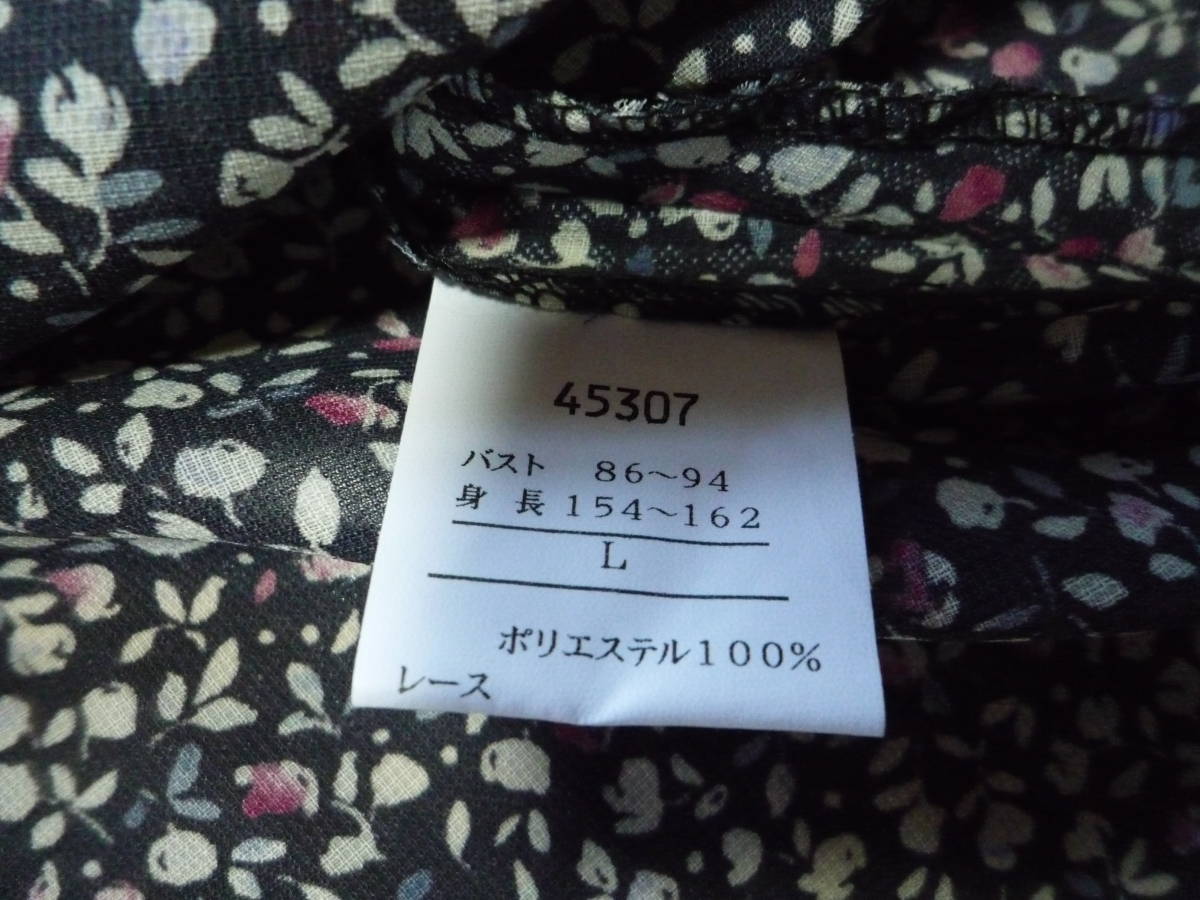 45307
バスト 86～94
身長 154～162
L
ポリエステル100%
レース